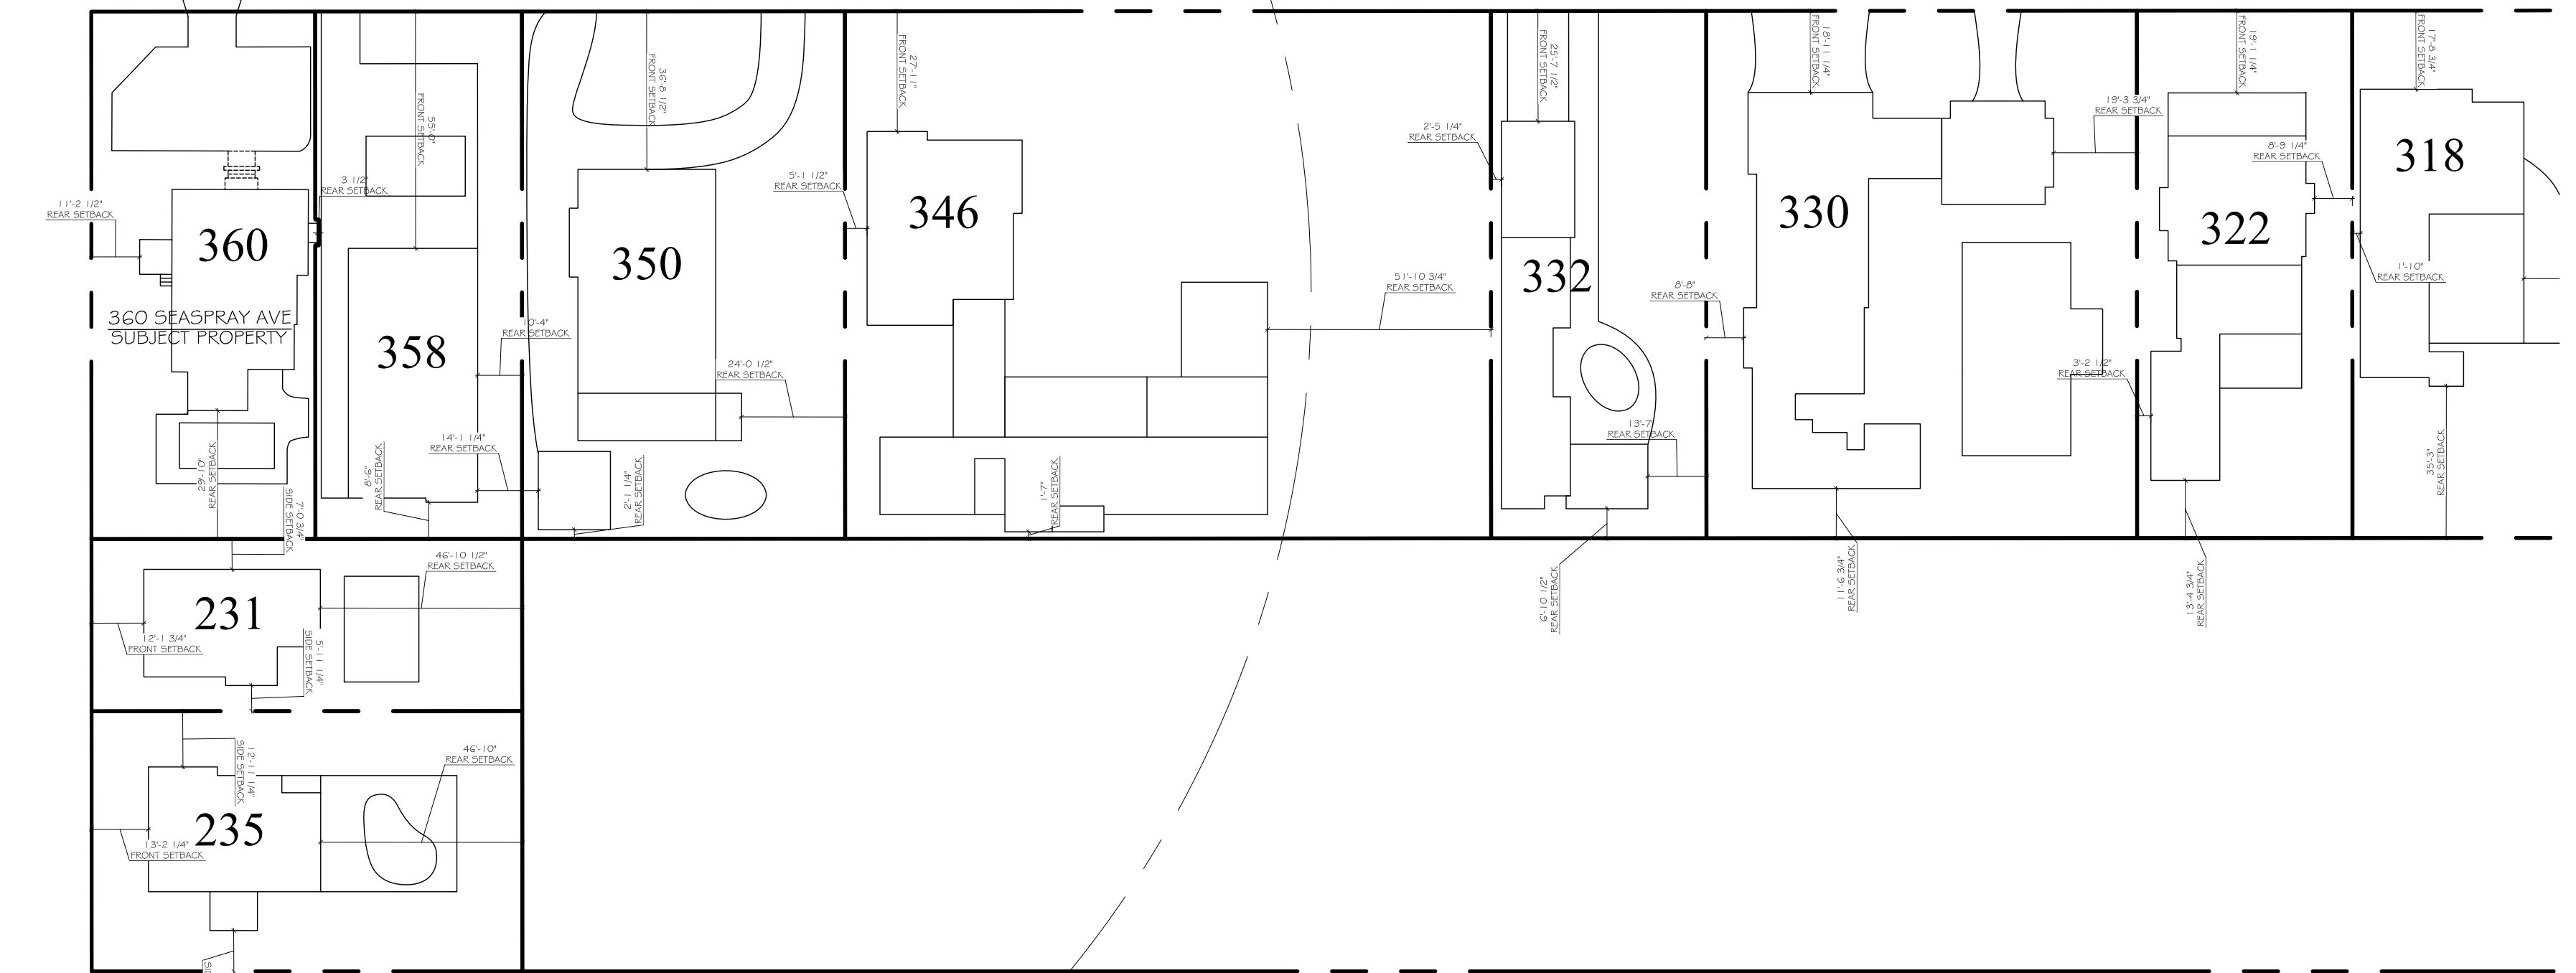 360
360 SEASPRAY AVE
SUBJECT PROPERTY
11'-2 1/2"
REAR SETBACK
3 1/2"
REAR SETBACK
29'-10"
REAR SETBACK
7'-0 3/4"
SIDE SETBACK
358
55'-0"
FRONT SETBACK
10'-4"
REAR SETBACK
14'-1 1/4"
REAR SETBACK
8'-6"
REAR SETBACK
350
36'-8 1/2"
FRONT SETBACK
24'-0 1/2"
REAR SETBACK
2'-1 1/4"
REAR SETBACK
346
27'-11"
FRONT SETBACK
5'-1 1/2"
REAR SETBACK
51'-10 3/4"
REAR SETBACK
1'-7"
REAR SETBACK
332
25'-7 1/2"
FRONT SETBACK
2'-5 1/4"
REAR SETBACK
13'-7"
REAR SETBACK
6'-10 1/2"
REAR SETBACK
330
18'-11 1/4"
FRONT SETBACK
8'-8"
REAR SETBACK
19'-3 3/4"
REAR SETBACK
11'-6 3/4"
REAR SETBACK
322
19'-1 1/4"
FRONT SETBACK
8'-9 1/4"
REAR SETBACK
3'-2 1/2"
REAR SETBACK
13'-4 3/4"
REAR SETBACK
318
17'-8 3/4"
FRONT SETBACK
1'-10"
REAR SETBACK
35'-3"
REAR SETBACK
231
46'-10 1/2"
REAR SETBACK
12'-1 3/4"
FRONT SETBACK
5'-11 1/4"
SIDE SETBACK
235
12'-11 1/4"
SIDE SETBACK
46'-10"
REAR SETBACK
13'-2 1/4"
FRONT SETBACK